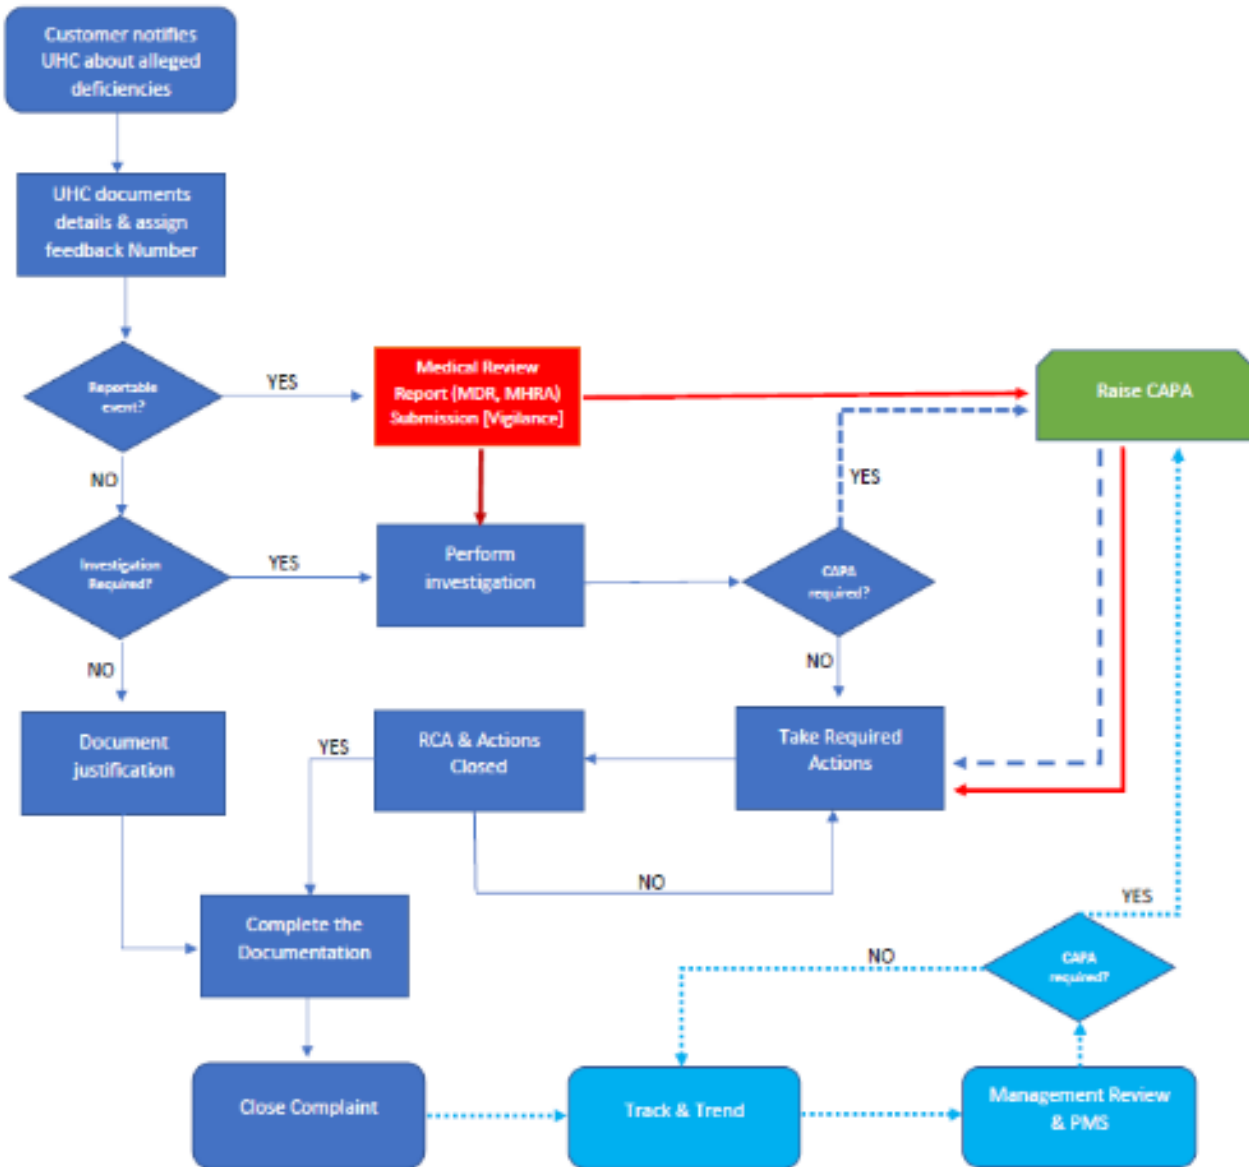 Customer notifies
UHC about alleged
deficiencies
UHC documents
details & assign
feedback Number
Reportable
event?
YES
Medical Review
Report (MDR, MHRA)
Submission [Vigilance]
Raise CAPA
NO
YES
Investigation
Required?
YES
Perform
investigation
CAPA
required?
NO
NO
Document
justification
YES
RCA & Actions
Closed
Take Required
Actions
NO
Complete the
Documentation
YES
NO
CAPA
required?
Close Complaint
Track & Trend
Management Review
& PMS